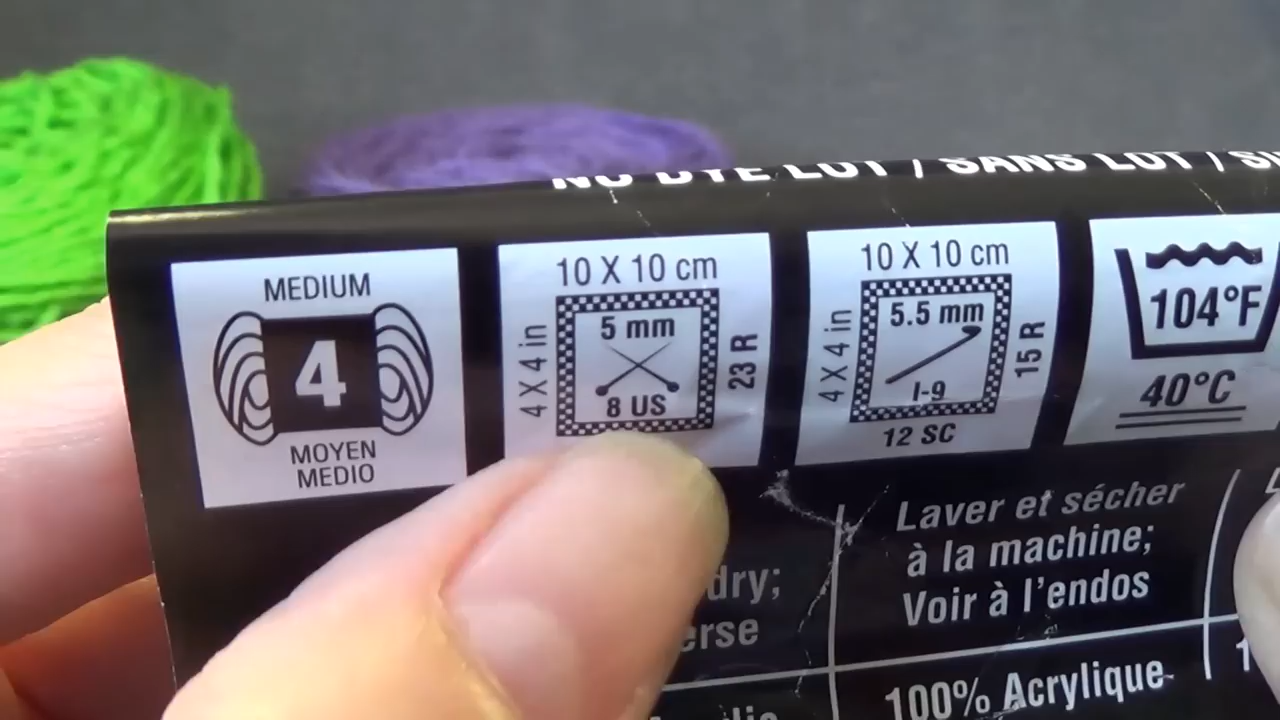 NO DYE LOT / SANS LOT /
MEDIUM
4
MOYEN
MEDIO
10 X 10 cm
4 X 4 in
5 mm
8 US
23 R
10 X 10 cm
4 X 4 in
5.5 mm
I-9
15 R
12 SC
104°F
40°C
dry;
erse
Laver et sécher
à la machine;
Voir à l'endos
100% Acrylique